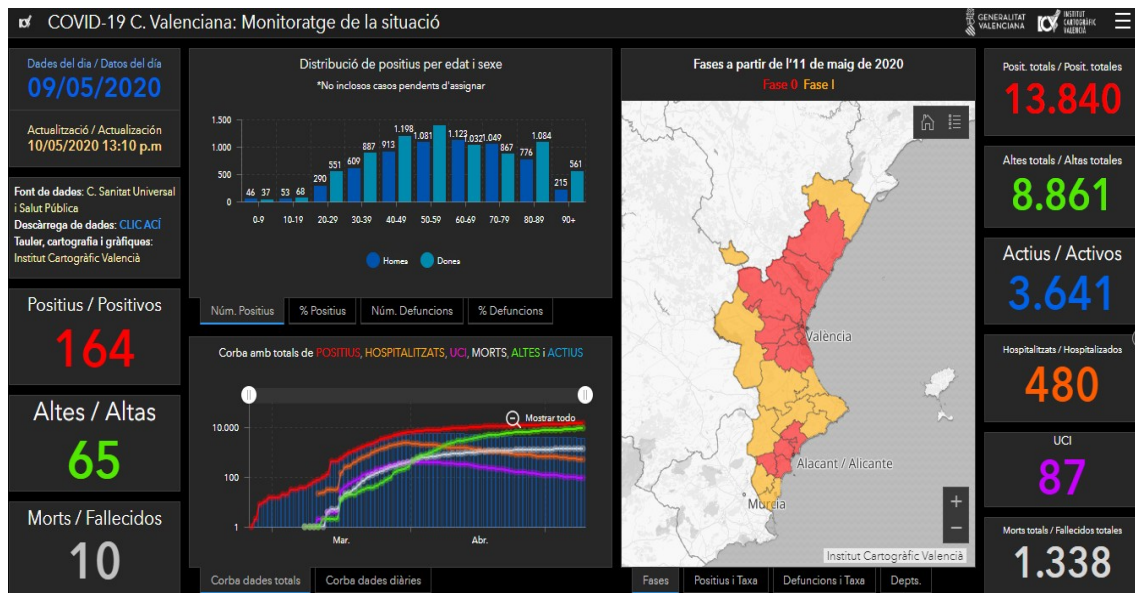 COVID-19 C. Valenciana: Monitoratge de la situació
GENERALITAT
VALENCIANA
INSTITUT
CARTOGRÀFIC
VALENCIÀ
Dades del dia / Datos del día
09/05/2020
Actualització / Actualización
10/05/2020 13:10 p.m
Font de dades: C. Sanitat Universal
i Salut Pública
Descàrrega de dades: CLIC ACÍ
Tauler, cartografia i gràfiques:
Institut Cartogràfic Valencià
Positius / Positivos
164
Altes / Altas
65
Morts / Fallecidos
10
Distribució de positius per edat i sexe
*No inclosos casos pendents d'assignar
1.500
1.000
500
0
46 37 53 68 290 551 609 887 913 1.198 1.081 1.123 1.032 1.049 867 776 1.084 215 561
0-9 10-19 20-29 30-39 40-49 50-59 60-69 70-79 80-89 90+
Homes Dones
Núm. Positius % Positius Núm. Defuncions % Defuncions
Corba amb totals de POSITIUS, HOSPITALITZATS, UCI, MORTS, ALTES i ACTIUS
Mostrar todo
10.000
100
1
Mar. Abr.
Corba dades totals Corba dades diàries
Fases a partir de l'11 de maig de 2020
Fase 0 Fase I
València
Alacant / Alicante
Murcia
+
−
Institut Cartogràfic Valencià
Fases Positius i Taxa Defuncions i Taxa Depts.
Posit. totals / Posit. totales
13.840
Altes totals / Altas totales
8.861
Actius / Activos
3.641
Hospitalitzats / Hospitalizados
480
UCI
87
Morts totals / Fallecidos totales
1.338